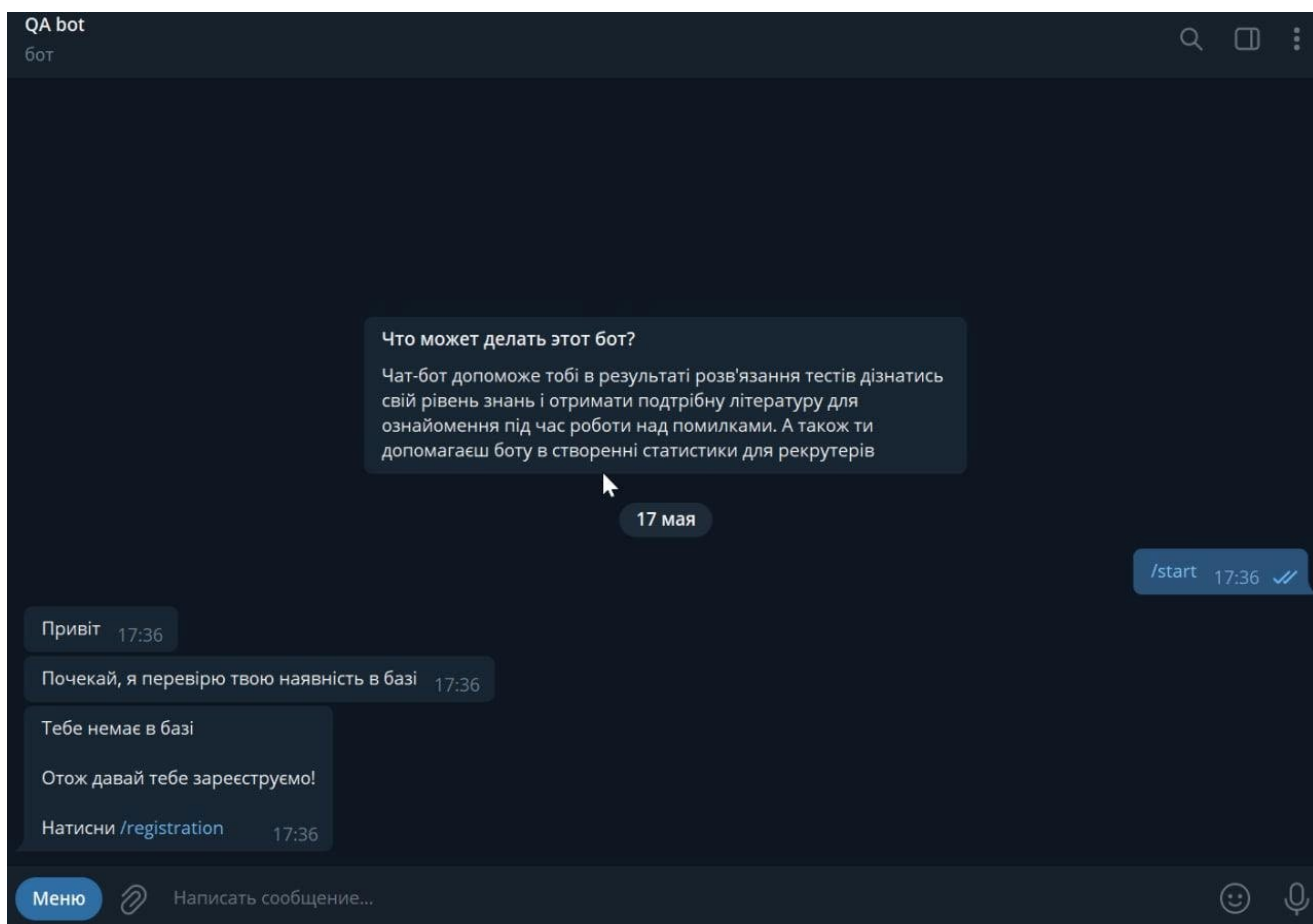 QA bot
бот
Что может делать этот бот?
Чат-бот допоможе тобі в результаті розв'язання тестів дізнатись
свій рівень знань і отримати подтрібну літературу для
ознайомення під час роботи над помилками. А також ти
допомагаєш боту в створенні статистики для рекрутерів
17 мая
/start 17:36
Привіт 17:36
Почекай, я перевірю твою наявність в базі 17:36
Тебе немає в базі
Отож давай тебе зареєструємо!
Натисни /registration 17:36
Меню Написать сообщение...